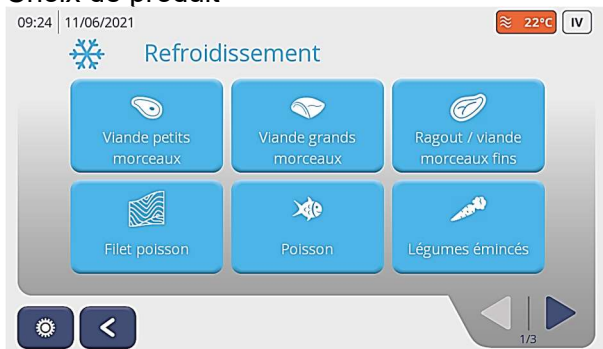 Choix de produit
09:24 | 11/06/2021
22°C
IV
Refroidissement
Viande petits
morceaux
Viande grands
morceaux
Ragout / viande
morceaux fins
Filet poisson
Poisson
Légumes émincés
1/3